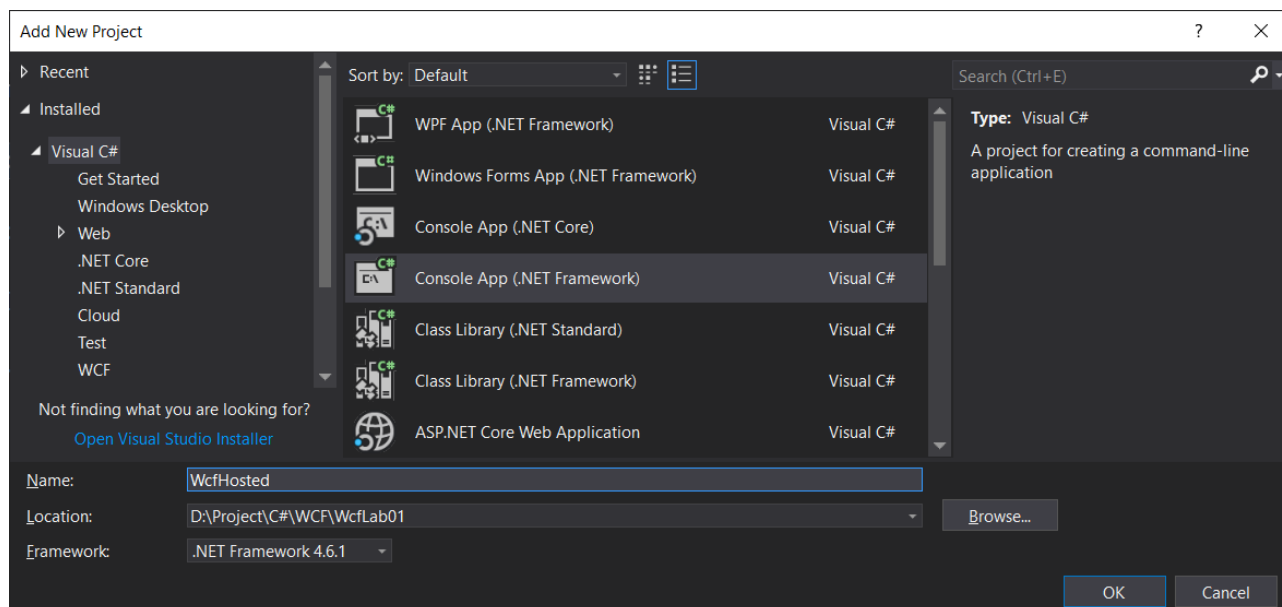 Add New Project
?
Recent
Installed
Visual C#
Get Started
Windows Desktop
Web
.NET Core
.NET Standard
Cloud
Test
WCF
Not finding what you are looking for?
Open Visual Studio Installer
Sort by: Default
C# WPF App (.NET Framework) Visual C#
C# Windows Forms App (.NET Framework) Visual C#
C:\ Console App (.NET Core) Visual C#
C# C:\ Console App (.NET Framework) Visual C#
C# Class Library (.NET Standard) Visual C#
C# Class Library (.NET Framework) Visual C#
ASP.NET Core Web Application Visual C#
Search (Ctrl+E)
Type: Visual C#
A project for creating a command-line
application
Name: WcfHosted
Location: D:\Project\C#\WCF\WcfLab01 Browse...
Framework: .NET Framework 4.6.1
OK Cancel